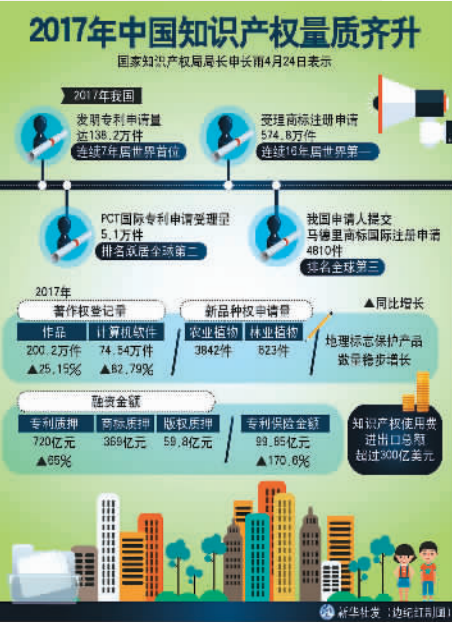 2017年中国知识产权量质齐升
国家知识产权局局长申长雨4月24日表示
2017年我国
发明专利申请量
达138.2万件
连续7年居世界首位
受理商标注册申请
574.8万件
连续16年居世界第一
PCT国际专利申请受理量
5.1万件
排名跃居全球第二
我国申请人提交
马德里商标国际注册申请
4810件
排名全球第三
2017年
▲同比增长
著作权登记量
新品种权申请量
作品 计算机软件 农业植物 林业植物
200.2万件 74.54万件 3842件 623件
▲25.15% ▲82.79%
地理标志保护产品
数量稳步增长
融资金额
专利质押 商标质押 版权质押 专利保险金额
720亿元 369亿元 59.8亿元 99.85亿元
▲65% ▲170.6%
知识产权使用费
进出口总额
超过300亿美元
新华社发（边纪红制图）